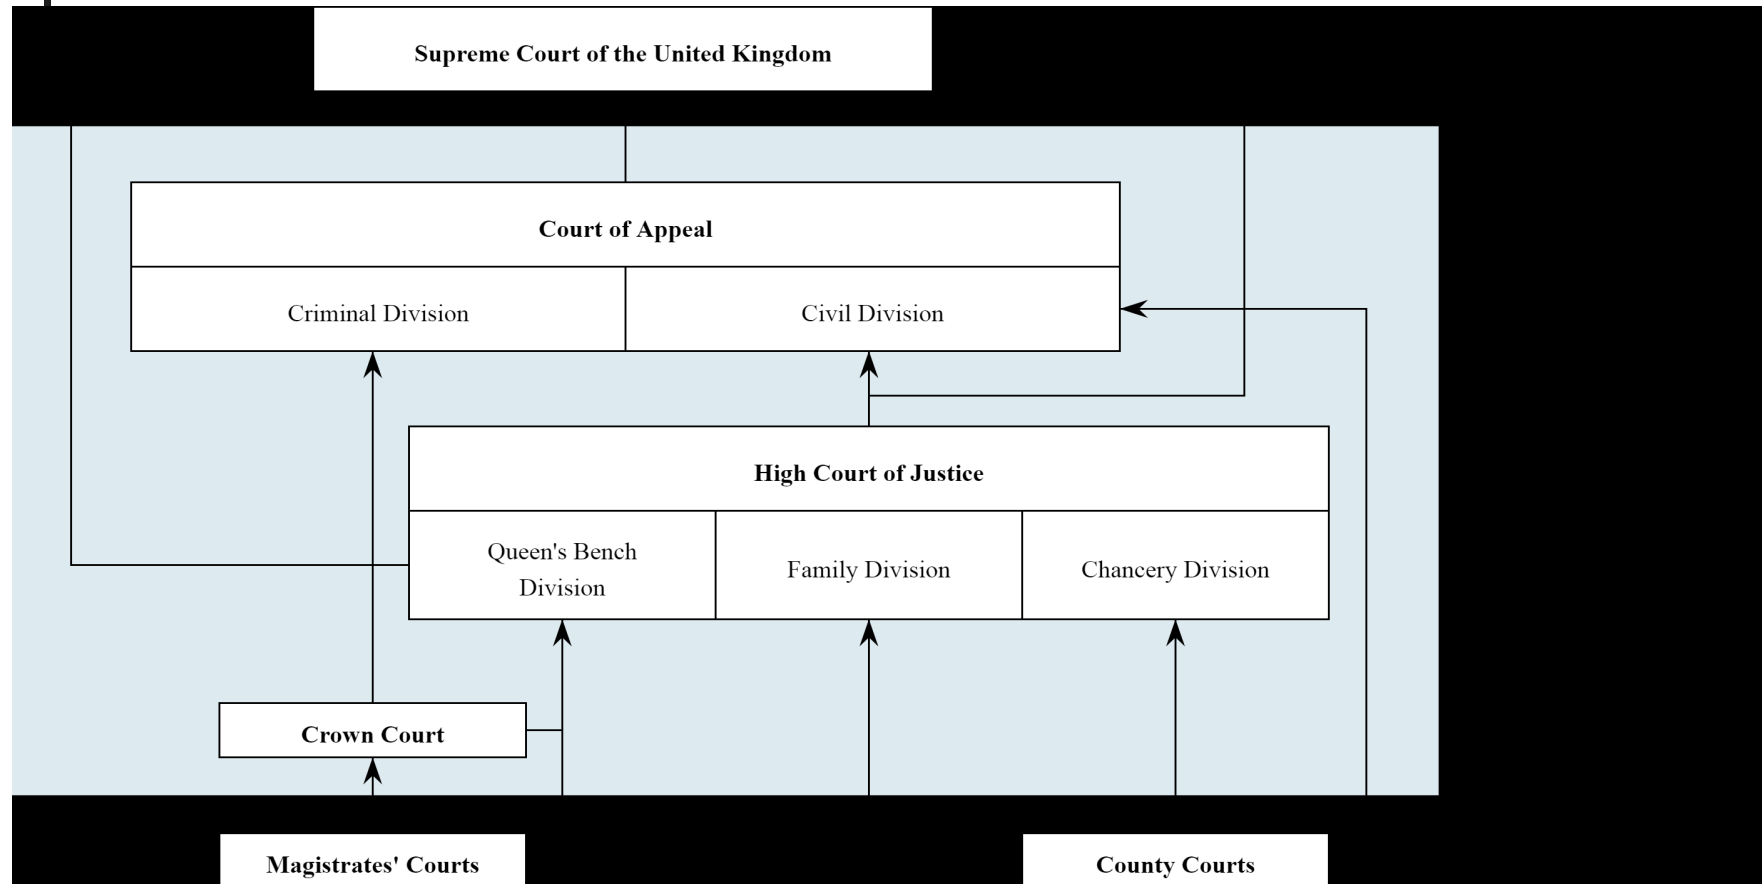 Supreme Court of the United Kingdom
Court of Appeal
Criminal Division
Civil Division
High Court of Justice
Queen's Bench
Division
Family Division
Chancery Division
Crown Court
Magistrates' Courts
County Courts